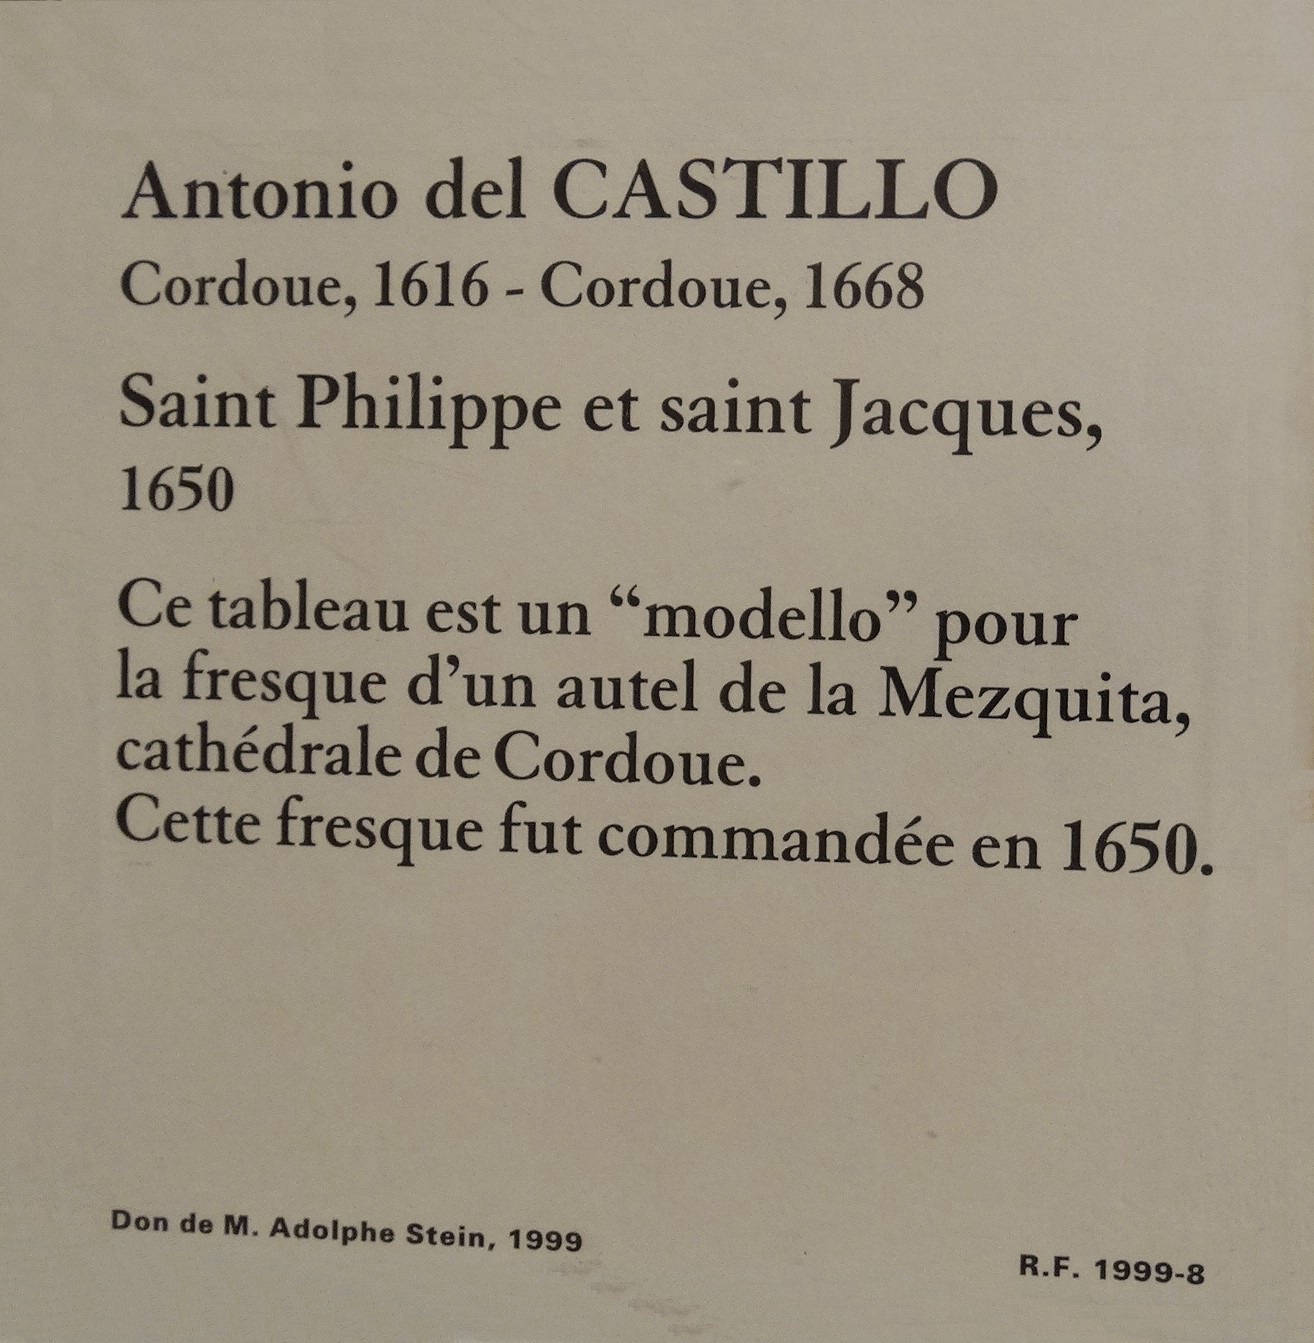 Antonio del CASTILLO
Cordoue, 1616 - Cordoue, 1668
Saint Philippe et saint Jacques,
1650
Ce tableau est un “modello” pour
la fresque d’un autel de la Mezquita,
cathédrale de Cordoue.
Cette fresque fut commandée en 1650.
Don de M. Adolphe Stein, 1999
R.F. 1999-8